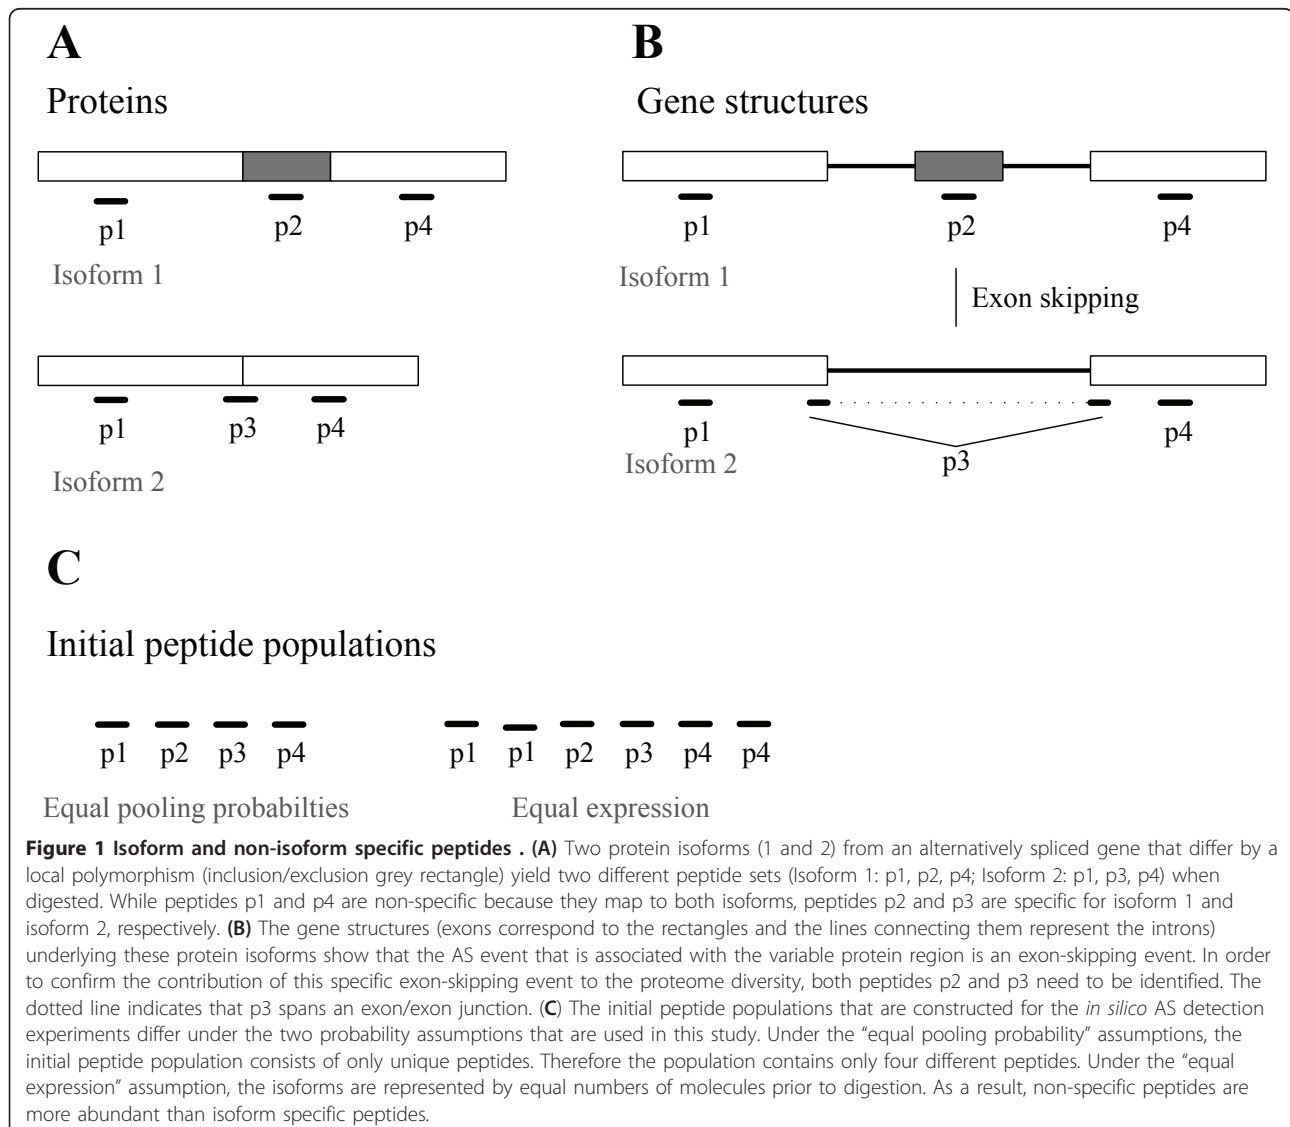 A
Proteins
p1 p2 p4
Isoform 1
p1 p3 p4
Isoform 2
B
Gene structures
p1 p2 p4
Isoform 1
Exon skipping
p1 p4
Isoform 2 p3
C
Initial peptide populations
p1 p2 p3 p4
Equal pooling probabilties
p1 p1 p2 p3 p4 p4
Equal expression
Figure 1 Isoform and non-isoform specific peptides . (A) Two protein isoforms (1 and 2) from an alternatively spliced gene that differ by a
local polymorphism (inclusion/exclusion grey rectangle) yield two different peptide sets (Isoform 1: p1, p2, p4; Isoform 2: p1, p3, p4) when
digested. While peptides p1 and p4 are non-specific because they map to both isoforms, peptides p2 and p3 are specific for isoform 1 and
isoform 2, respectively. (B) The gene structures (exons correspond to the rectangles and the lines connecting them represent the introns)
underlying these protein isoforms show that the AS event that is associated with the variable protein region is an exon-skipping event. In order
to confirm the contribution of this specific exon-skipping event to the proteome diversity, both peptides p2 and p3 need to be identified. The
dotted line indicates that p3 spans an exon/exon junction. (C) The initial peptide populations that are constructed for the in silico AS detection
experiments differ under the two probability assumptions that are used in this study. Under the “equal pooling probability” assumptions, the
initial peptide population consists of only unique peptides. Therefore the population contains only four different peptides. Under the “equal
expression” assumption, the isoforms are represented by equal numbers of molecules prior to digestion. As a result, non-specific peptides are
more abundant than isoform specific peptides.